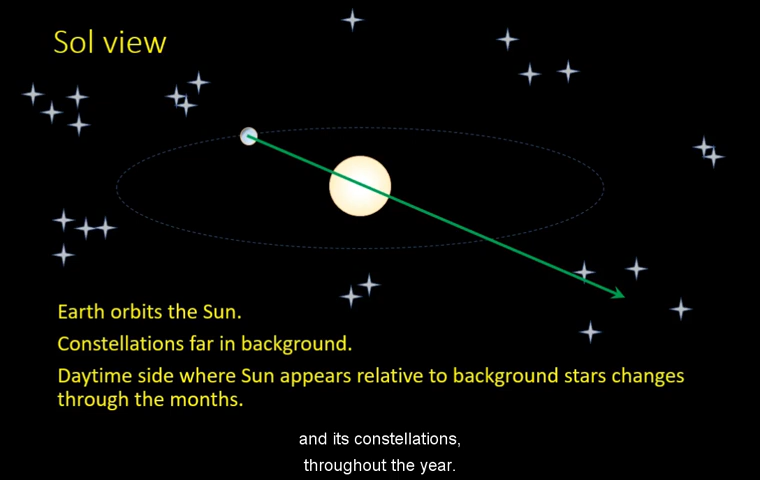 Sol view
Earth orbits the Sun.
Constellations far in background.
Daytime side where Sun appears relative to background stars changes
through the months.
and its constellations,
throughout the year.